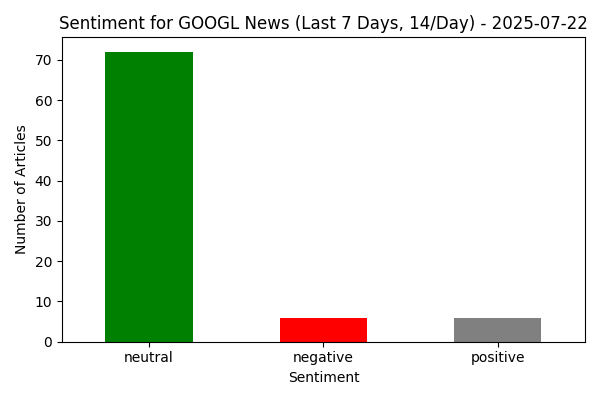 Sentiment for GOOGL News (Last 7 Days, 14/Day) - 2025-07-22
Number of Articles
70
60
50
40
30
20
10
0
neutral negative positive
Sentiment